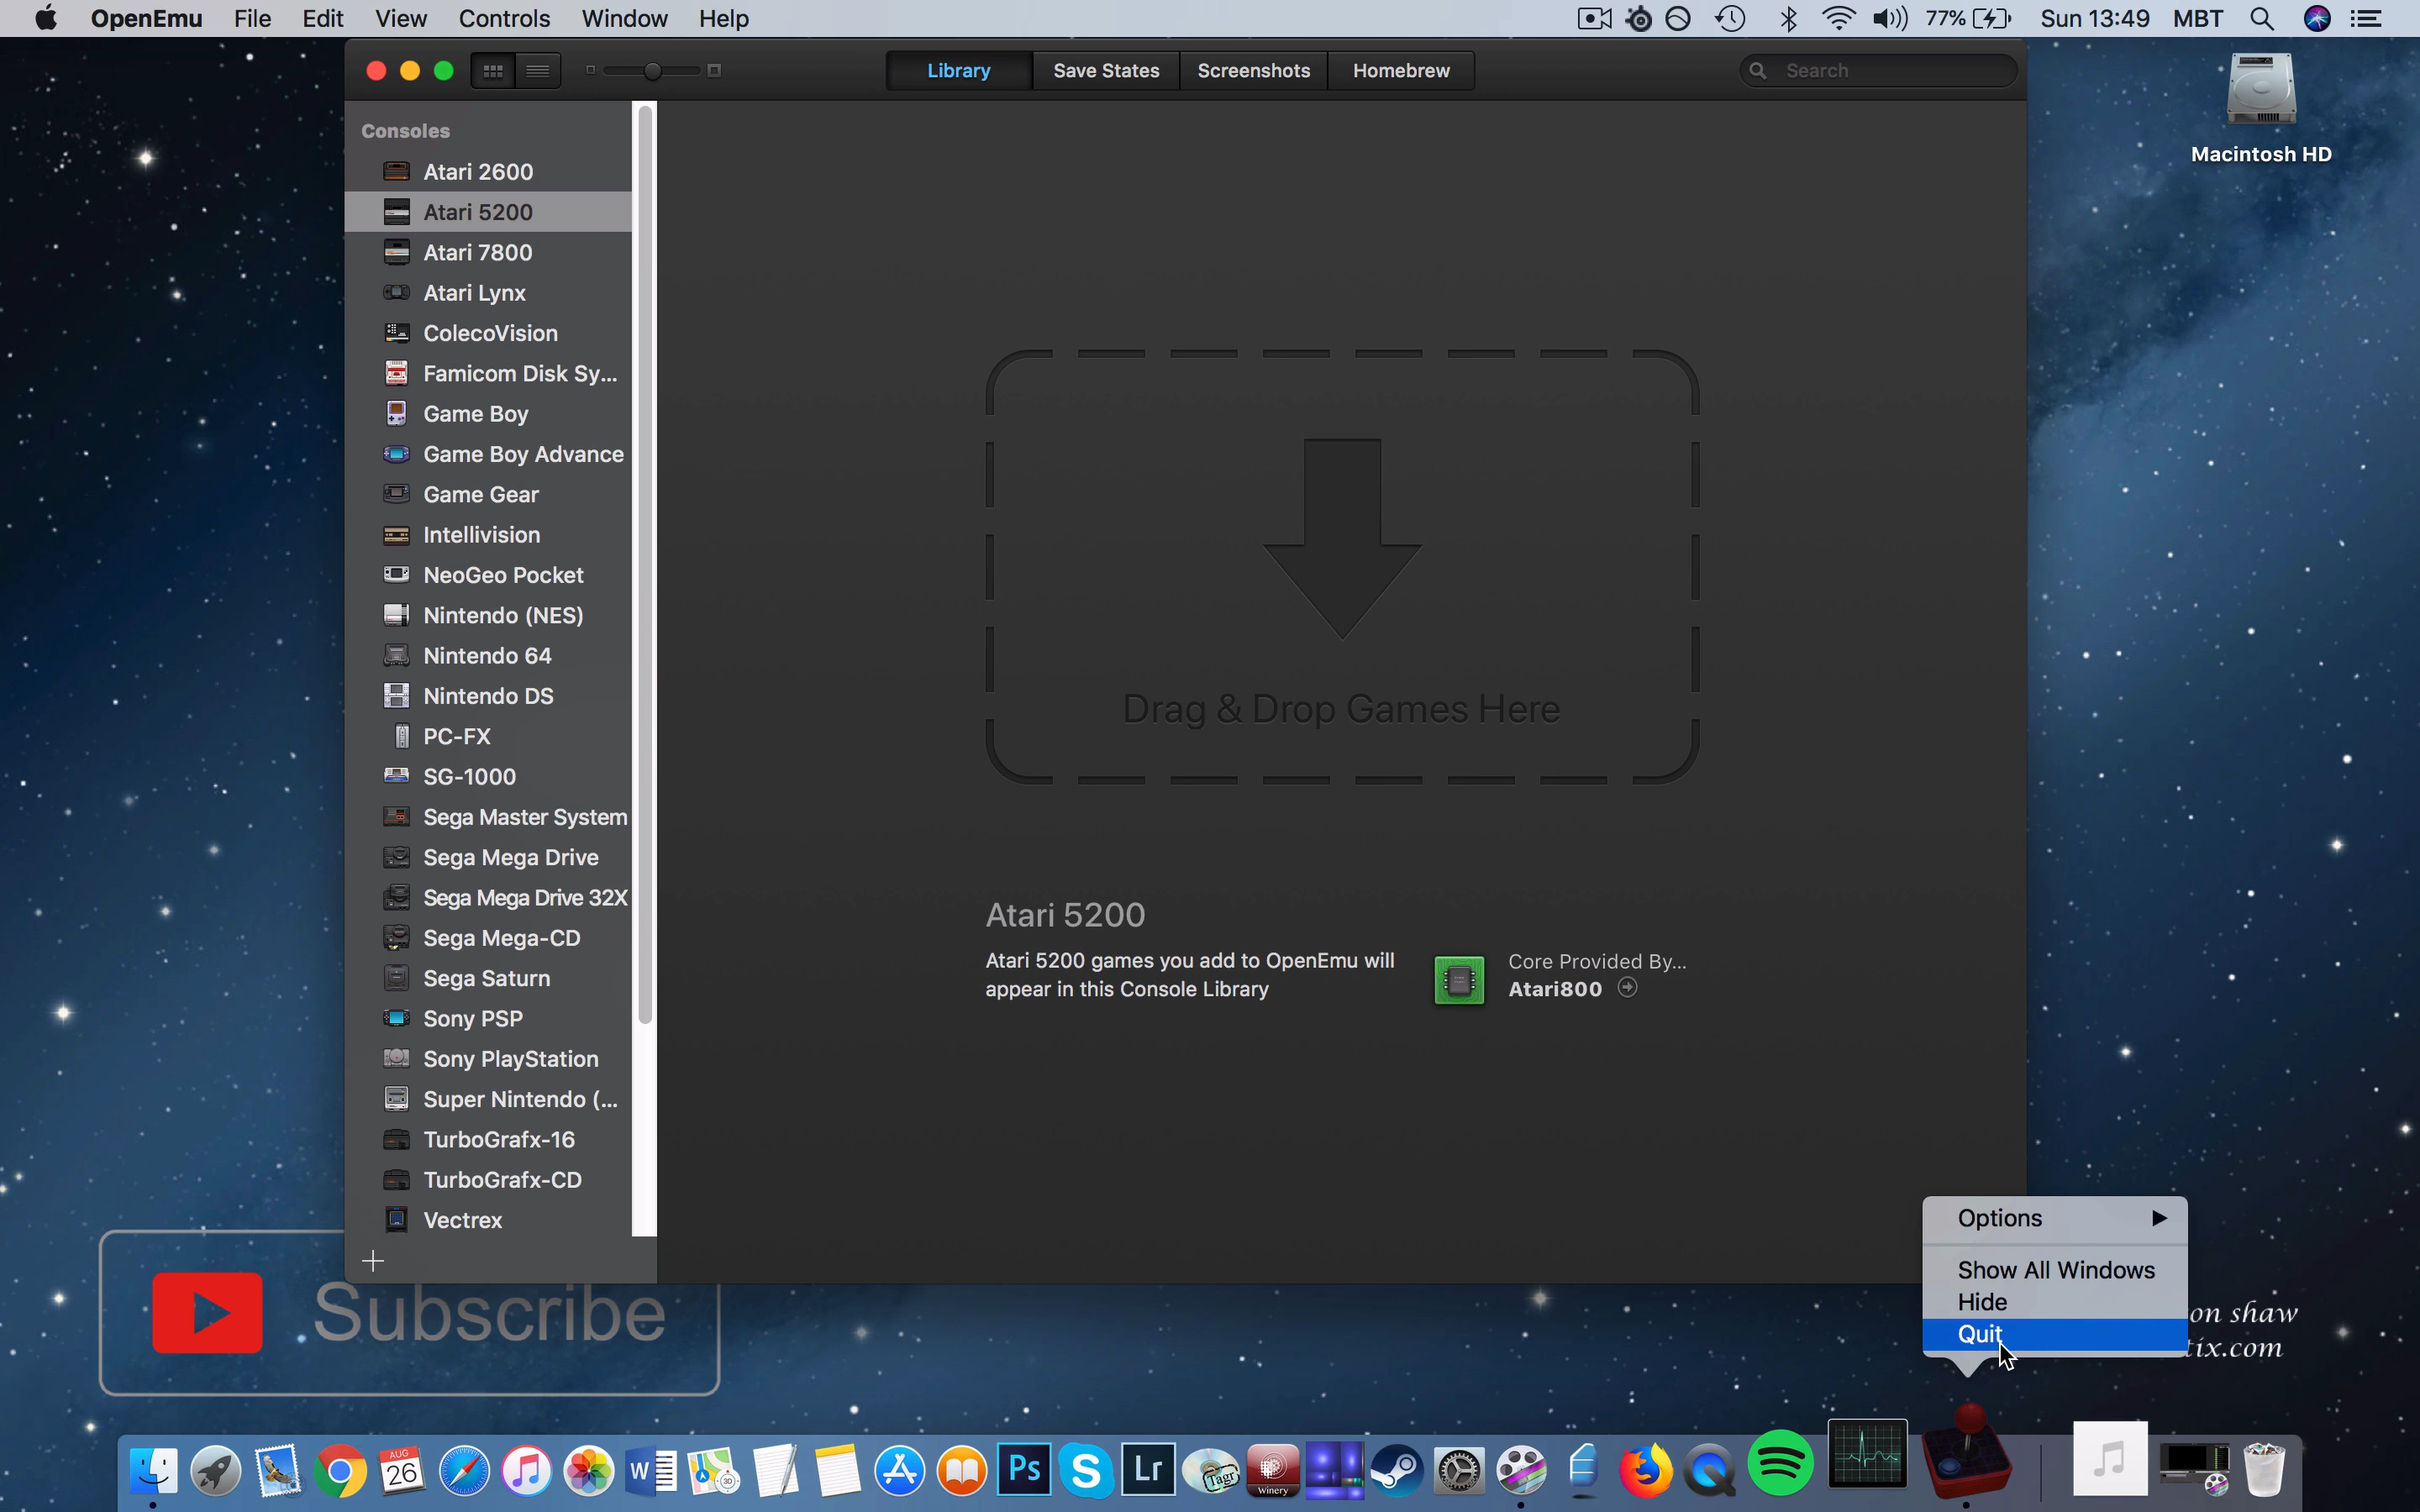 OpenEmu File Edit View Controls Window Help 77% Sun 13:49 MBT
Library Save States Screenshots Homebrew Search
Macintosh HD
Consoles
Atari 2600
Atari 5200
Atari 7800
Atari Lynx
ColecoVision
Famicom Disk Sy...
Game Boy
Game Boy Advance
Game Gear
Intellivision
NeoGeo Pocket
Nintendo (NES)
Nintendo 64
Nintendo DS
PC-FX
SG-1000
Sega Master System
Sega Mega Drive
Sega Mega Drive 32X
Sega Mega-CD
Sega Saturn
Sony PSP
Sony PlayStation
Super Nintendo (...
TurboGrafx-16
TurboGrafx-CD
Vectrex
Drag & Drop Games Here
Atari 5200
Atari 5200 games you add to OpenEmu will
appear in this Console Library
Core Provided By...
Atari800
Options
Show All Windows
Hide
Quit
on shaw
tix.com
Subscribe
AUG
26
W
3D
Ps
S
Lr
Tagr
Winery